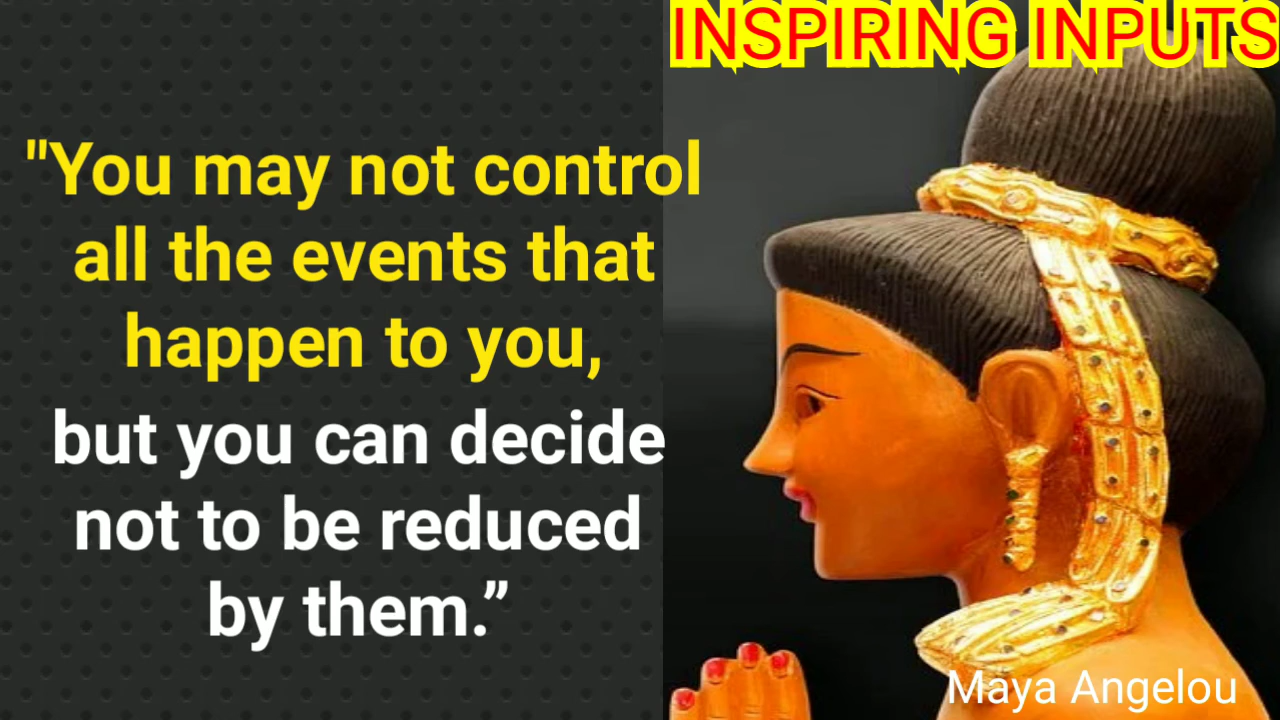 INSPIRING INPUTS
"You may not control
all the events that
happen to you,
but you can decide
not to be reduced
by them.”
Maya Angelou